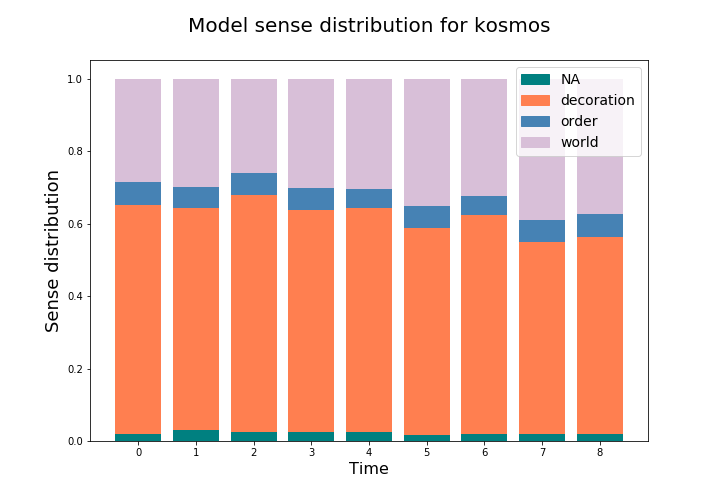 Model sense distribution for kosmos
NA
decoration
order
world
Sense distribution
1.0
0.8
0.6
0.4
0.2
0.0
0 1 2 3 4 5 6 7 8
Time